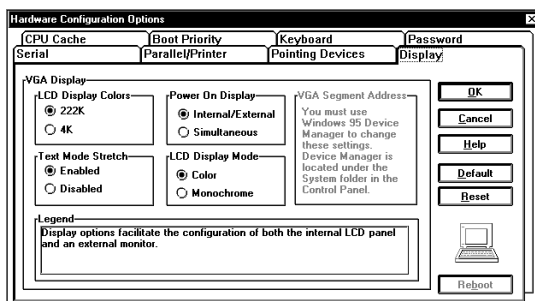 Hardware Configuration Options
CPU Cache
Boot Priority
Keyboard
Password
Serial
Parallel/Printer
Pointing Devices
Display
VGA Display
LCD Display Colors
222K
4K
Power On Display
Internal/External
Simultaneous
VGA Segment Address
You must use
Windows 95 Device
Manager to change
these settings.
Device Manager is
located under the
System folder in the
Control Panel.
Text Mode Stretch
Enabled
Disabled
LCD Display Mode
Color
Monochrome
Legend
Display options facilitate the configuration of both the internal LCD panel
and an external monitor.
OK
Cancel
Help
Default
Reset
Reboot